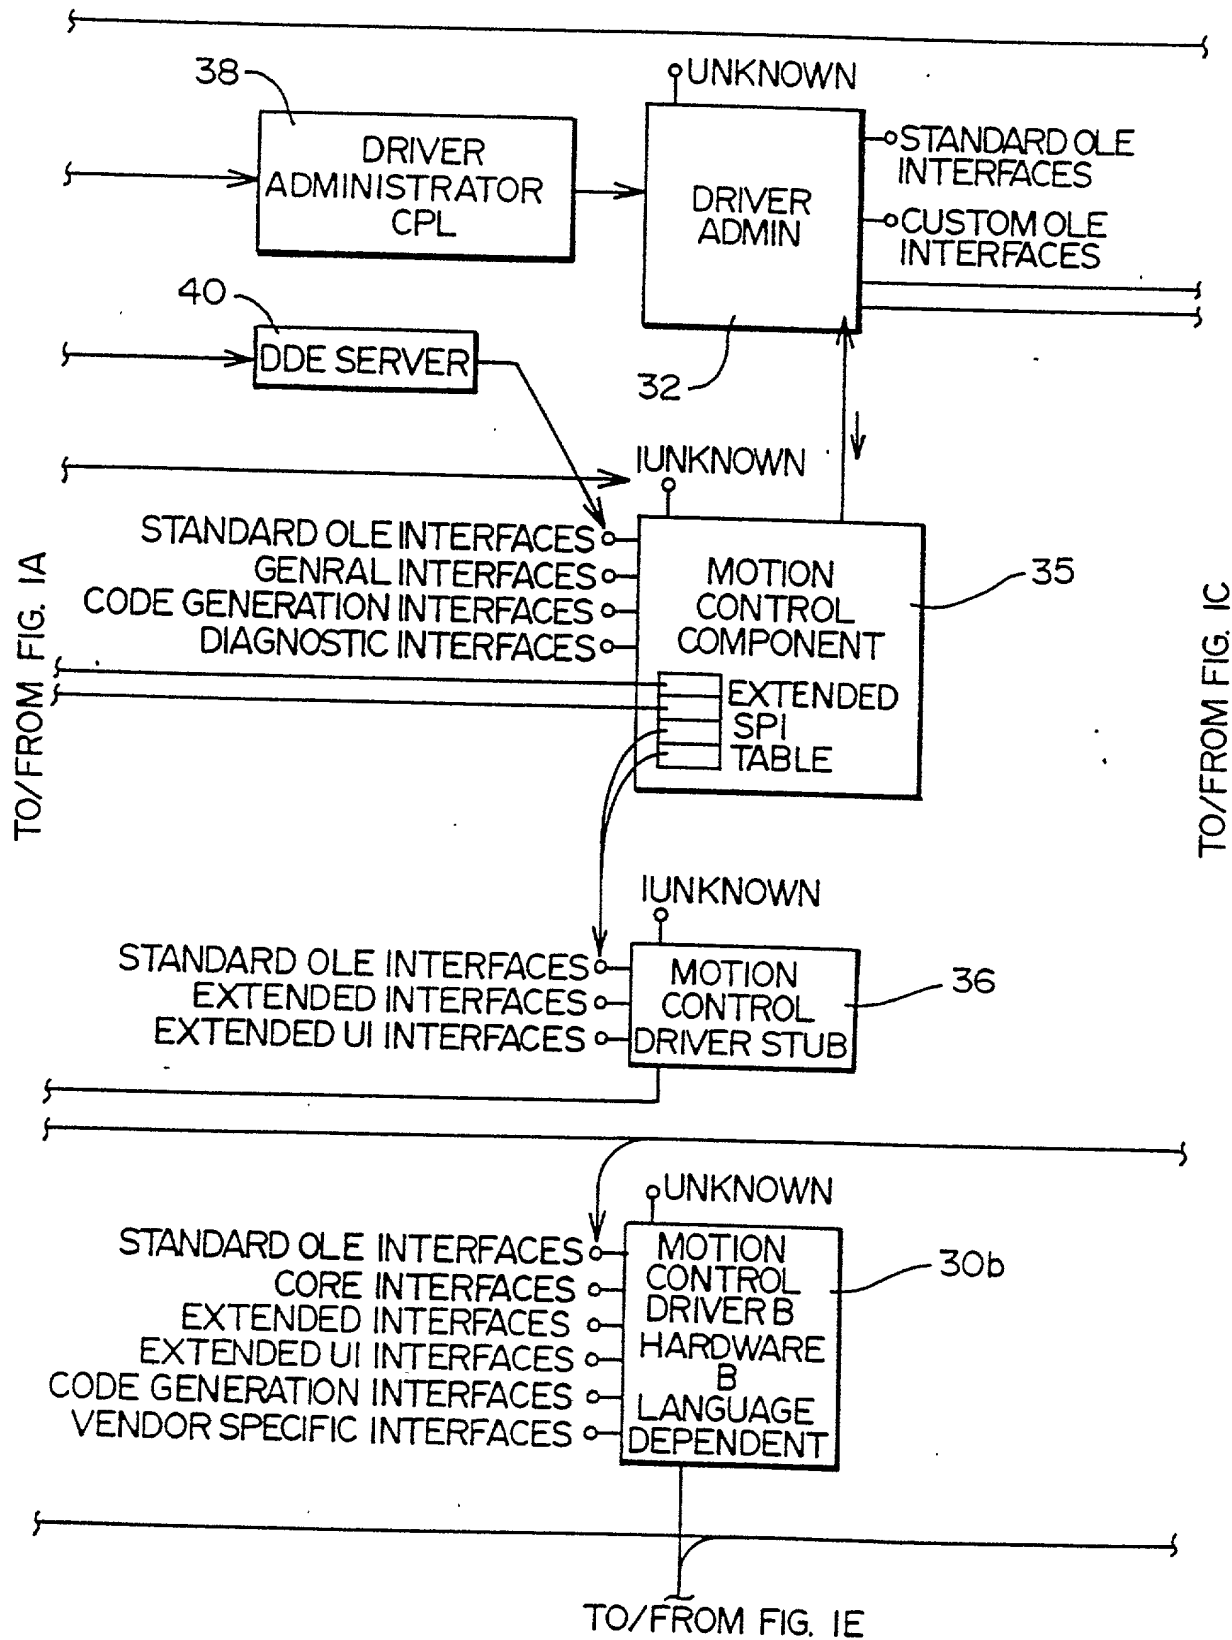 38
UNKNOWN
DRIVER
ADMINISTRATOR
CPL
DRIVER
ADMIN
STANDARD OLE
INTERFACES
CUSTOM OLE
INTERFACES
40
DDE SERVER
32
IUNKNOWN
STANDARD OLE INTERFACES
GENRAL INTERFACES
CODE GENERATION INTERFACES
DIAGNOSTIC INTERFACES
MOTION
CONTROL
COMPONENT
35
EXTENDED
SPI
TABLE
TO/FROM FIG. 1A
TO/FROM FIG. 1C
IUNKNOWN
STANDARD OLE INTERFACES
EXTENDED INTERFACES
EXTENDED UI INTERFACES
MOTION
CONTROL
DRIVER STUB
36
UNKNOWN
STANDARD OLE INTERFACES
CORE INTERFACES
EXTENDED INTERFACES
EXTENDED UI INTERFACES
CODE GENERATION INTERFACES
VENDOR SPECIFIC INTERFACES
MOTION
CONTROL
DRIVER B
HARDWARE
B
LANGUAGE
DEPENDENT
30b
TO/FROM FIG. 1E